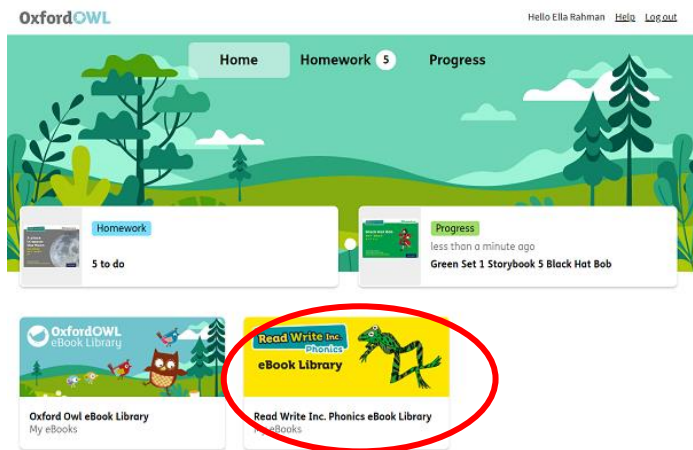 OxfordOWL
Hello Ella Rahman Help Log out
Home Homework 5 Progress
Homework
5 to do
Progress
less than a minute ago
Green Set 1 Storybook 5 Black Hat Bob
OxfordOWL
eBook Library
Read Write Inc.
Phonics
eBook Library
Oxford Owl eBook Library
My eBooks
Read Write Inc. Phonics eBook Library
My eBooks